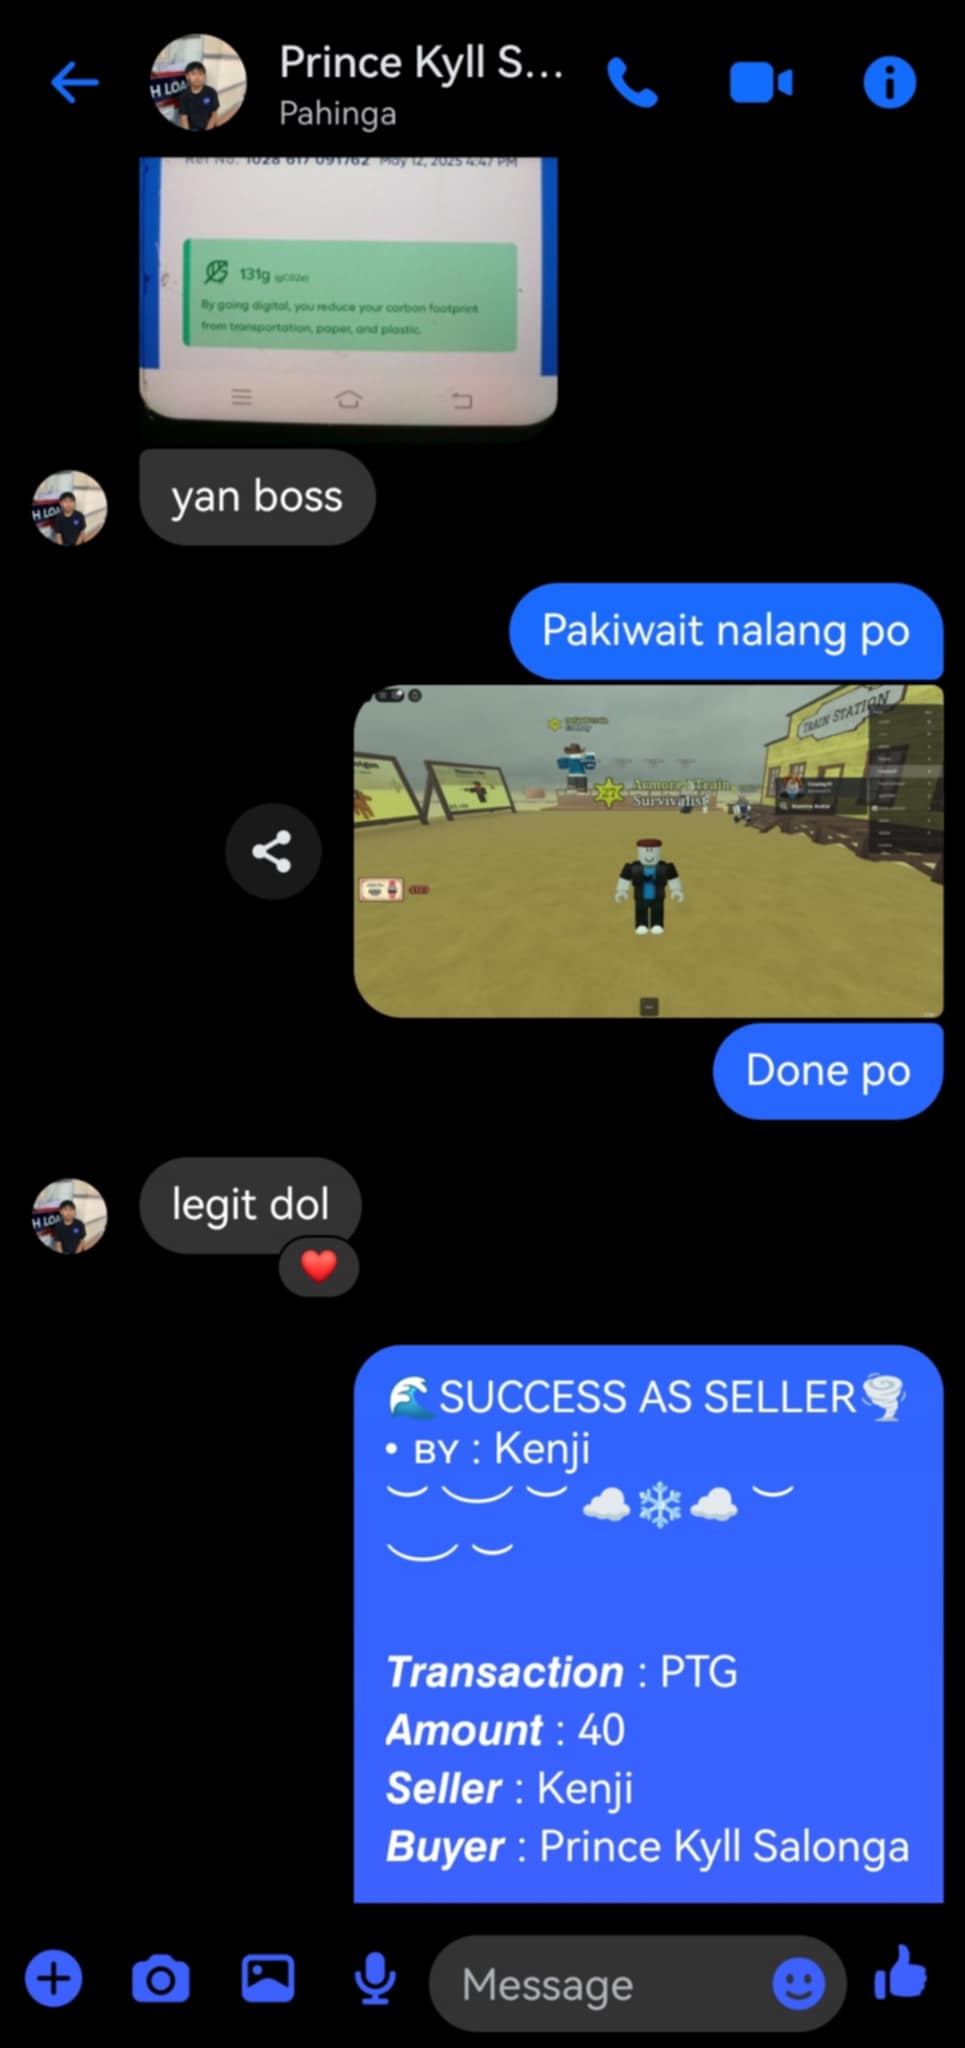 Prince Kyll S...
Pahinga
Ref No. 1028 617 091762 May 12, 2025 4:47 PM
131g (gCO2e)
By going digital, you reduce your carbon footprint
from transportation, paper, and plastic.
yan boss
Pakiwait nalang po
TRAIN STATION
Armored Train
Survivalist
Done po
H LOA
legit dol
❤️
🌊SUCCESS AS SELLER🌪️
• BY : Kenji
︶︶︶☁️❄️☁️︶
︶︶
Transaction : PTG
Amount : 40
Seller : Kenji
Buyer : Prince Kyll Salonga
Message